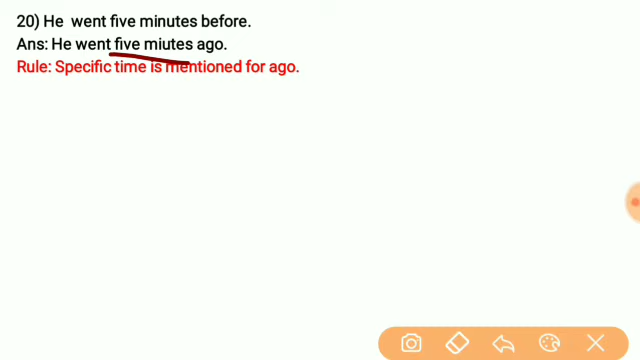 20) He went five minutes before.
Ans: He went five miutes ago.
Rule: Specific time is mentioned for ago.